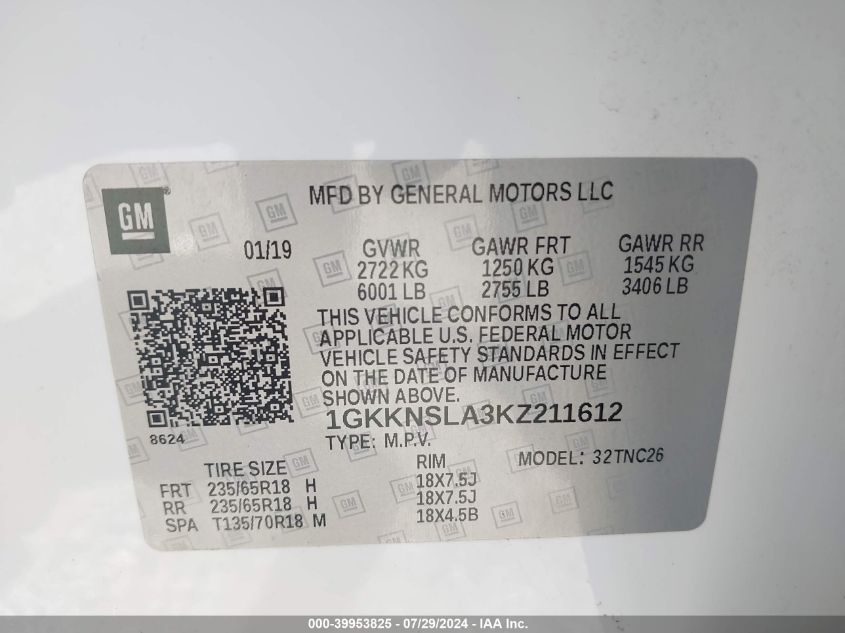 GM
MFD BY GENERAL MOTORS LLC
01/19
GVWR GAWR FRT GAWR RR
2722 KG 1250 KG 1545 KG
6001 LB 2755 LB 3406 LB
THIS VEHICLE CONFORMS TO ALL
APPLICABLE U.S. FEDERAL MOTOR
VEHICLE SAFETY STANDARDS IN EFFECT
ON THE DATE OF MANUFACTURE
SHOWN ABOVE.
1GKKNSLA3KZ211612
8624
TYPE: M.P.V.
TIRE SIZE RIM MODEL: 32TNC26
FRT 235/65R18 H 18X7.5J
RR 235/65R18 H 18X7.5J
SPA T135/70R18 M 18X4.5B
000-39953825 - 07/29/2024 - IAA Inc.